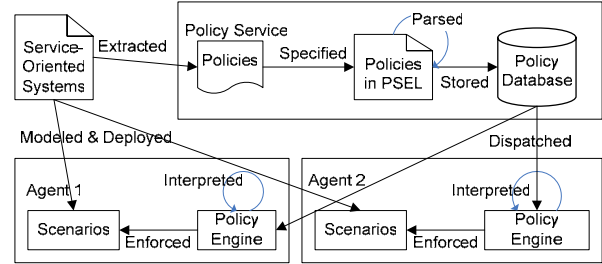 Service-
Oriented
Systems
Extracted
Policy Service
Policies
Specified
Parsed
Policies
in PSEL
Stored
Policy
Database
Modeled & Deployed
Dispatched
Agent 1
Interpreted
Scenarios
Enforced
Policy
Engine
Agent 2
Interpreted
Scenarios
Enforced
Policy
Engine